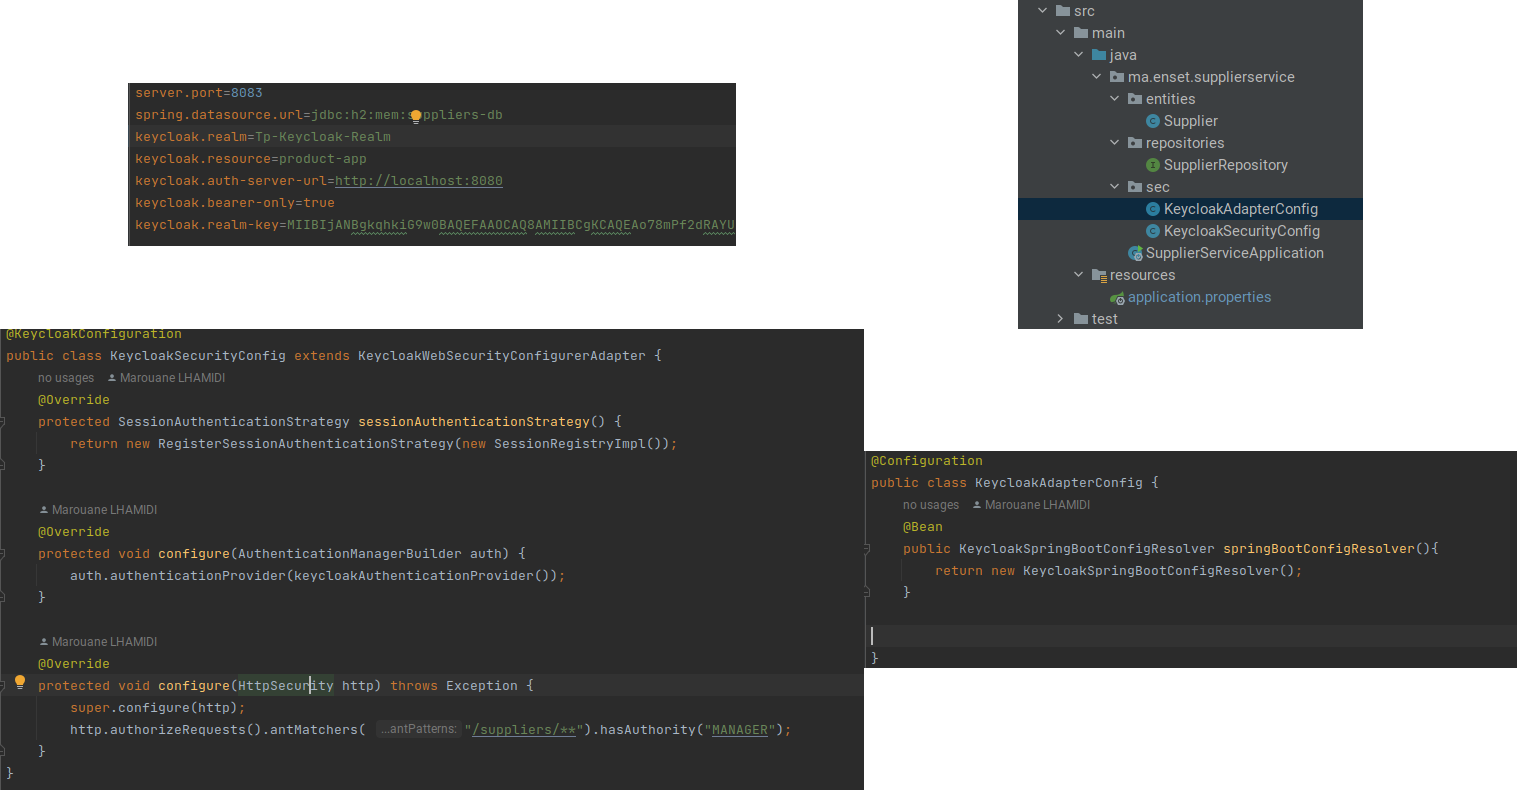 server.port=8083
spring.datasource.url=jdbc:h2:mem:suppliers-db
keycloak.realm=Tp-Keycloak-Realm
keycloak.resource=product-app
keycloak.auth-server-url=http://localhost:8080
keycloak.bearer-only=true
keycloak.realm-key=MIIBIjANBgkqhkiG9w0BAQEFAAOCAQ8AMIIBCgKCAQEAo78mPf2dRAYU
src
main
java
ma.enset.supplierservice
entities
Supplier
repositories
SupplierRepository
sec
KeycloakAdapterConfig
KeycloakSecurityConfig
SupplierServiceApplication
resources
application.properties
test
@KeycloakConfiguration
public class KeycloakSecurityConfig extends KeycloakWebSecurityConfigurerAdapter {
no usages Marouane LHAMIDI
@Override
protected SessionAuthenticationStrategy sessionAuthenticationStrategy() {
return new RegisterSessionAuthenticationStrategy(new SessionRegistryImpl());
}
Marouane LHAMIDI
@Override
protected void configure(AuthenticationManagerBuilder auth) {
auth.authenticationProvider(keycloakAuthenticationProvider());
}
Marouane LHAMIDI
@Override
protected void configure(HttpSecurity http) throws Exception {
super.configure(http);
http.authorizeRequests().antMatchers( ...antPatterns: "/suppliers/**").hasAuthority("MANAGER");
}
}
@Configuration
public class KeycloakAdapterConfig {
no usages Marouane LHAMIDI
@Bean
public KeycloakSpringBootConfigResolver springBootConfigResolver(){
return new KeycloakSpringBootConfigResolver();
}
}